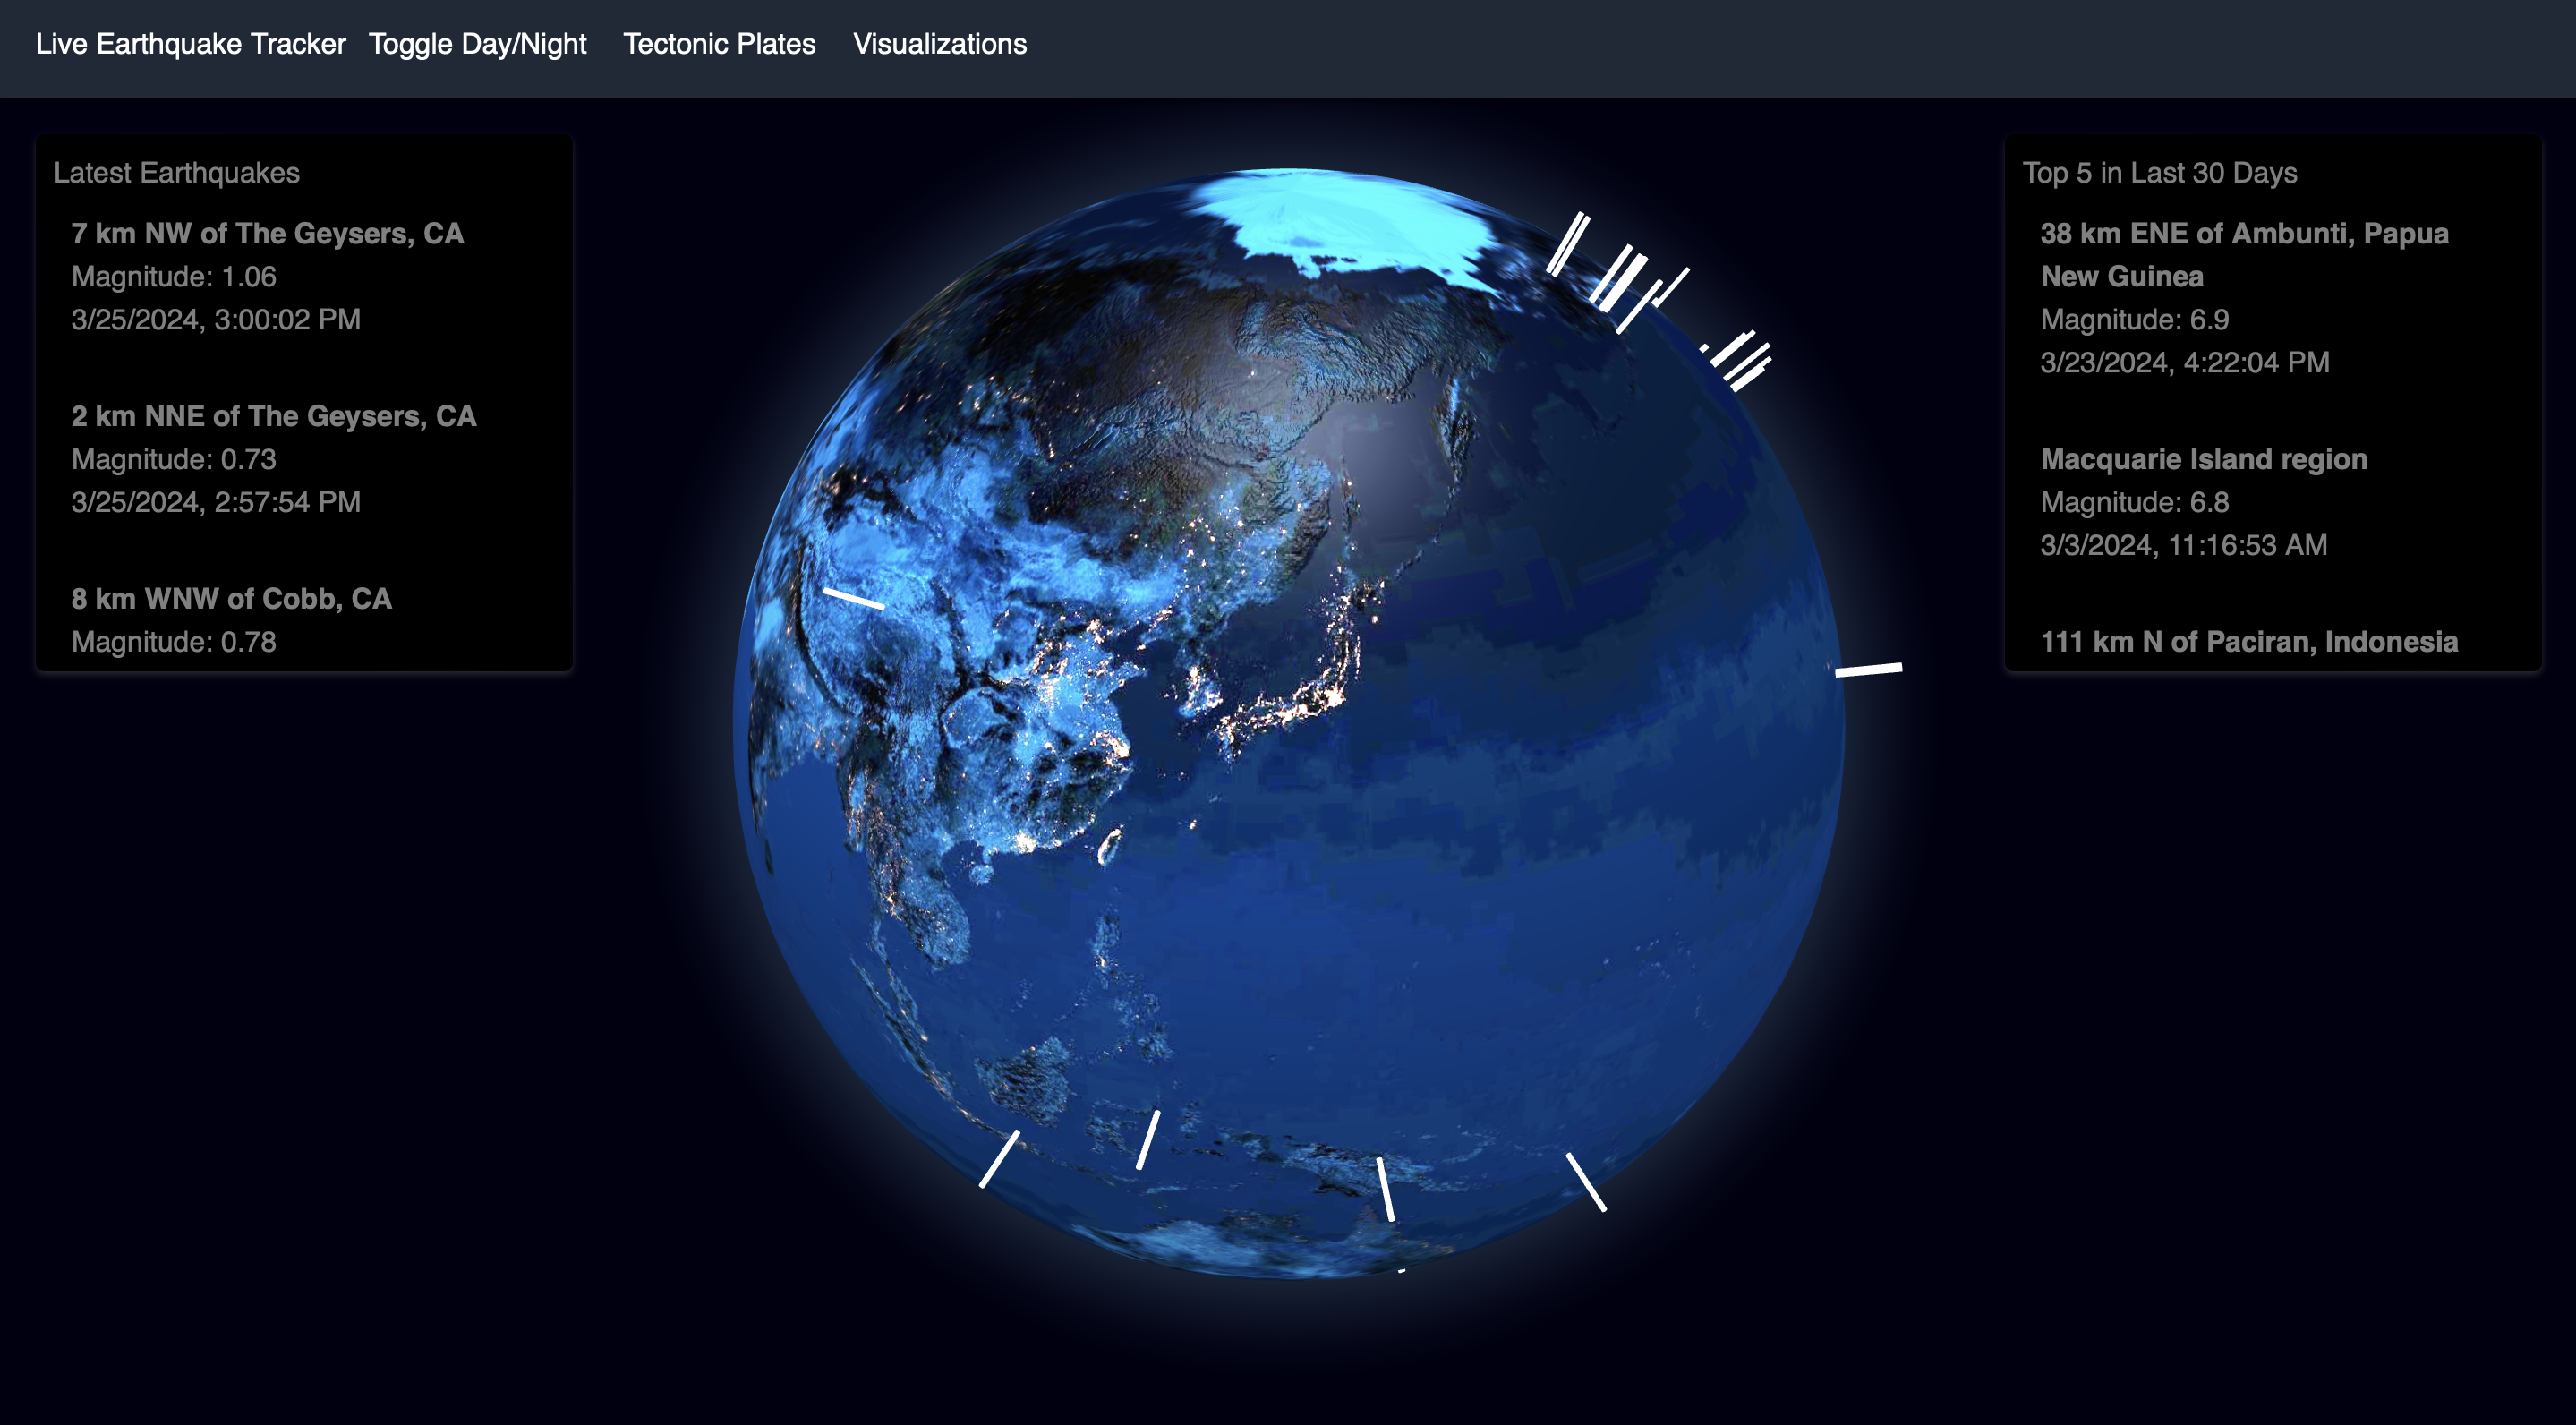 Live Earthquake Tracker Toggle Day/Night Tectonic Plates Visualizations
Latest Earthquakes
7 km NW of The Geysers, CA
Magnitude: 1.06
3/25/2024, 3:00:02 PM
2 km NNE of The Geysers, CA
Magnitude: 0.73
3/25/2024, 2:57:54 PM
8 km WNW of Cobb, CA
Magnitude: 0.78
Top 5 in Last 30 Days
38 km ENE of Ambunti, Papua
New Guinea
Magnitude: 6.9
3/23/2024, 4:22:04 PM
Macquarie Island region
Magnitude: 6.8
3/3/2024, 11:16:53 AM
111 km N of Paciran, Indonesia